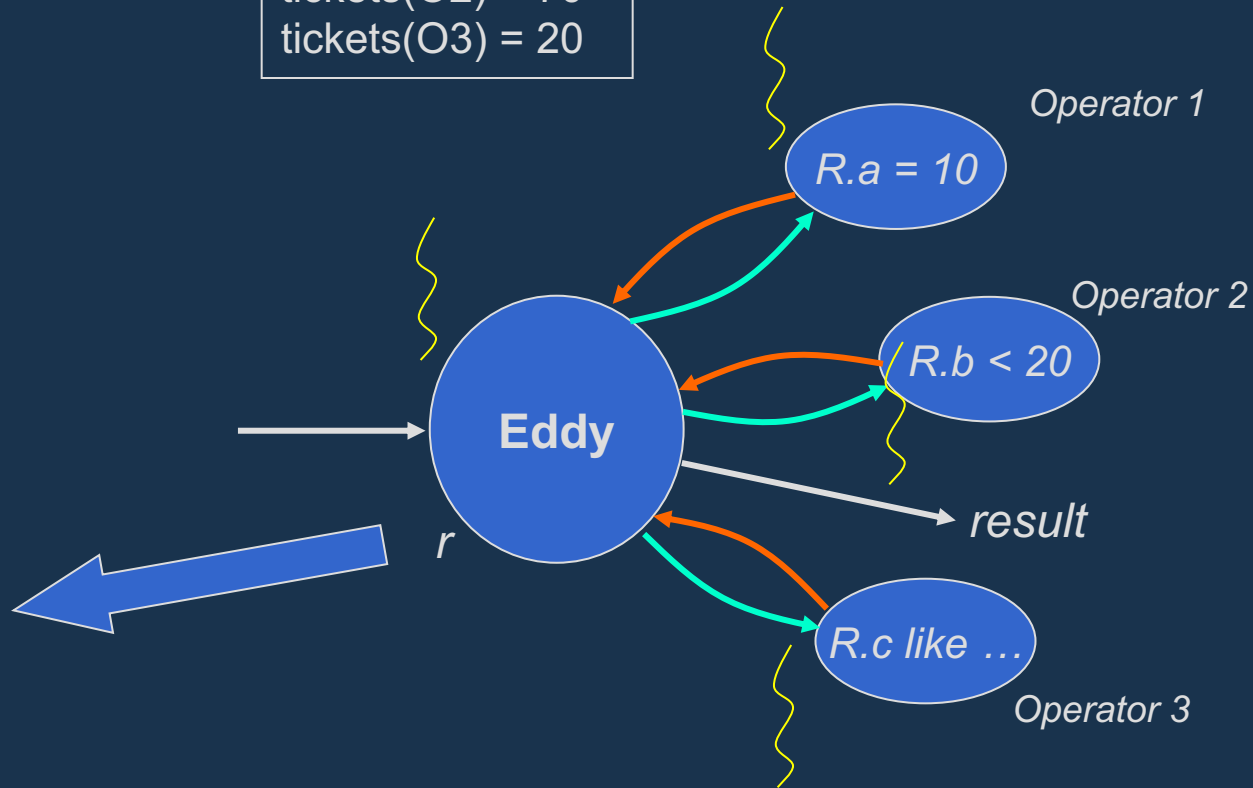 tickets(O3) = 20
Operator 1
R.a = 10
Operator 2
R.b < 20
Eddy
result
r
R.c like …
Operator 3